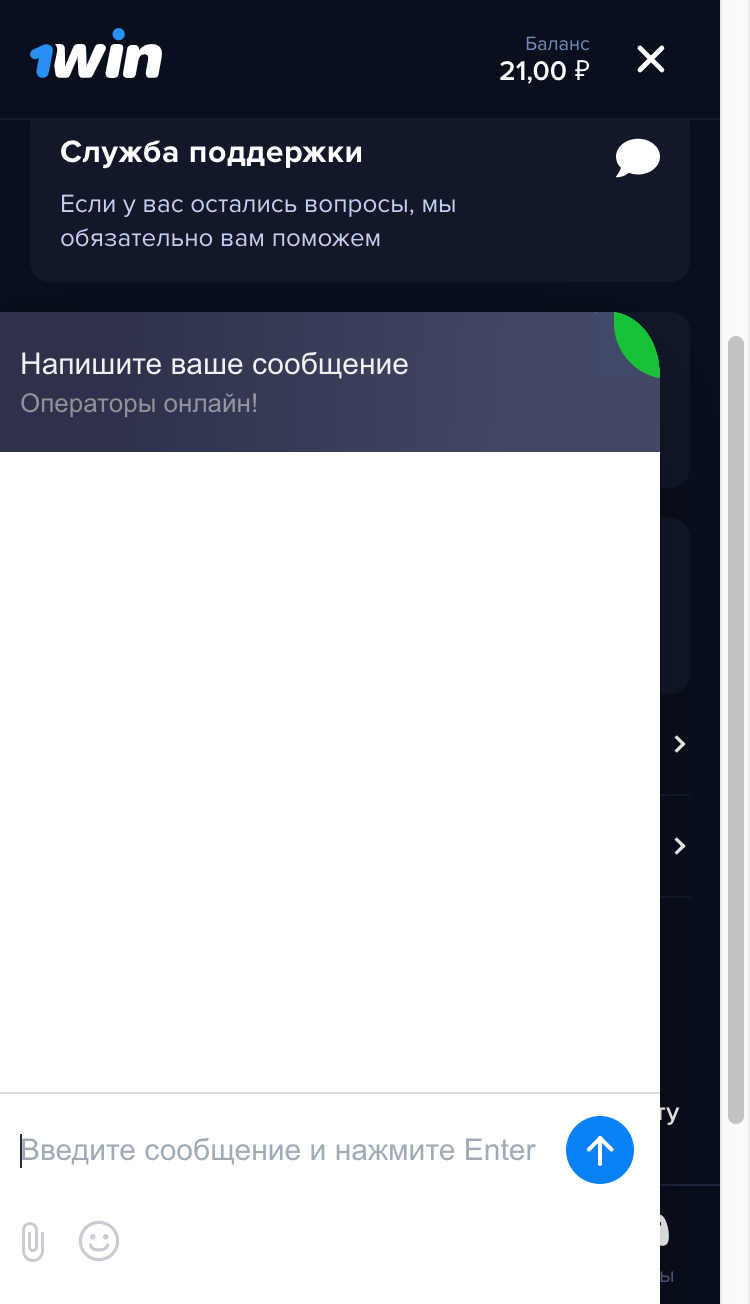 1win
Баланс
21,00 ₽
Служба поддержки
Если у вас остались вопросы, мы
обязательно вам поможем
Напишите ваше сообщение
Операторы онлайн!
Введите сообщение и нажмите Enter